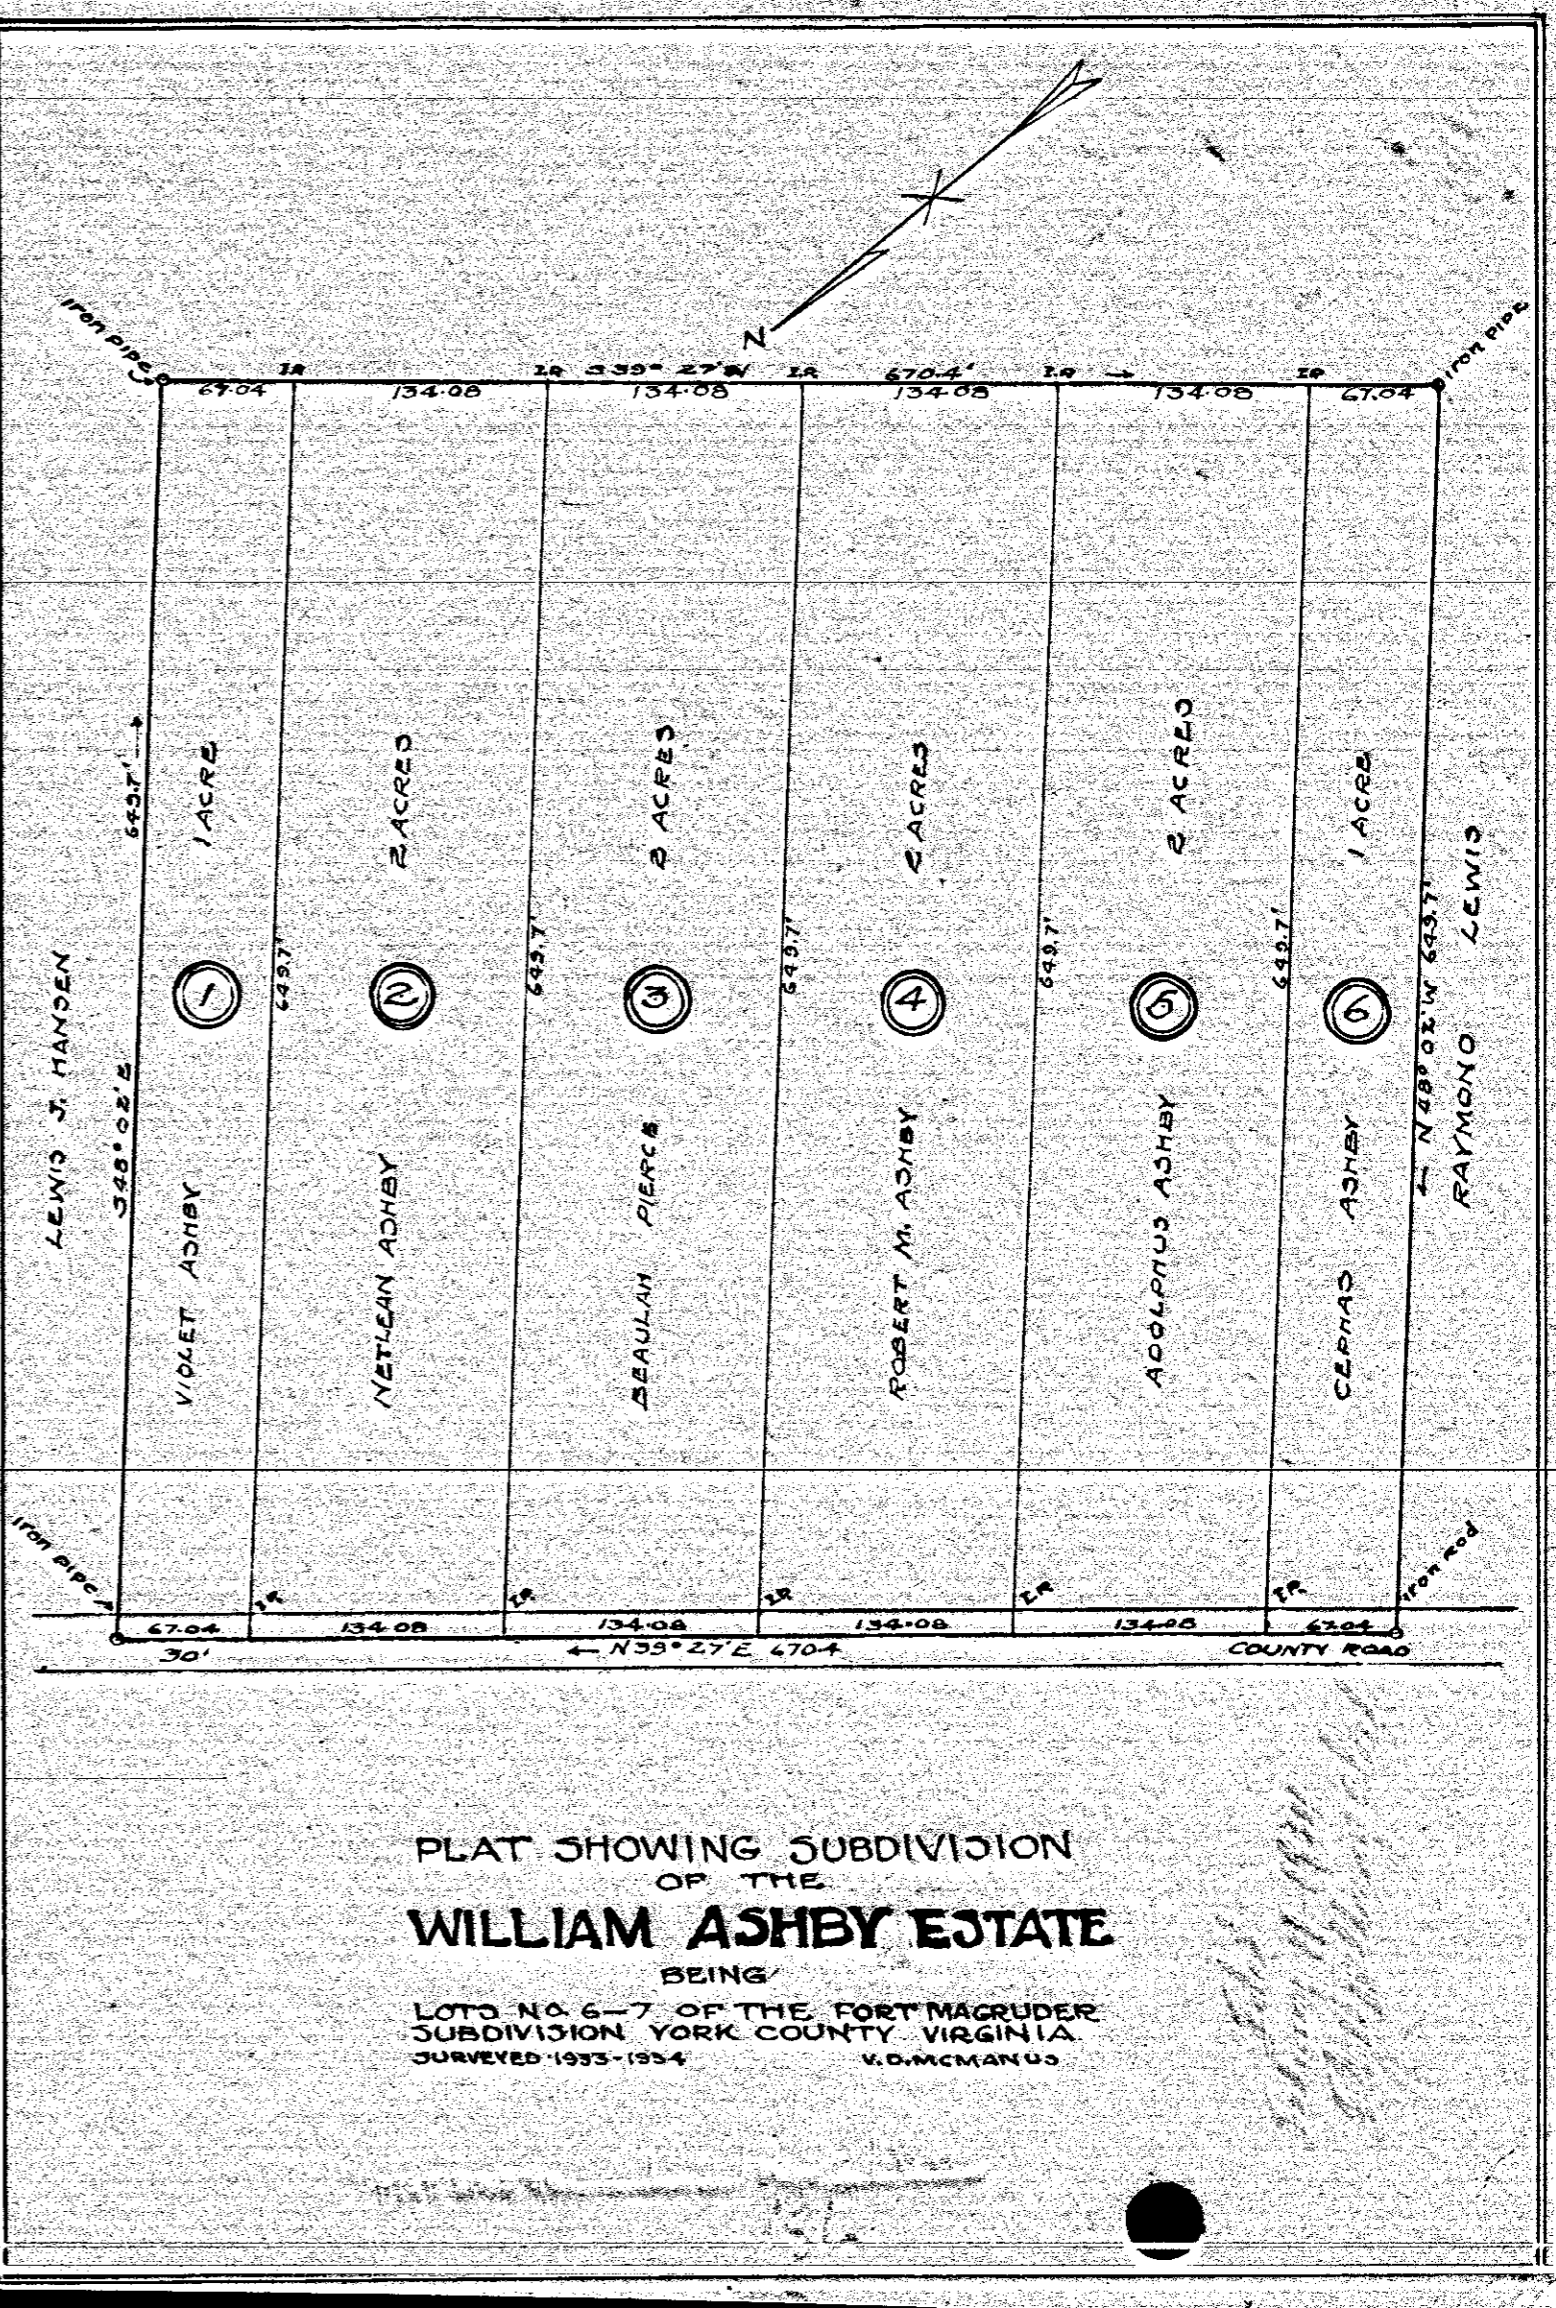 N
Iron pipe
IR
IR
S 39° 27' W
IR
670.4'
IR
IR
Iron pipe
67.04
134.08
134.08
134.08
134.08
67.04
LEWIS J. HANSEN
S48° 02' E
649.7'
1 ACRE
1
VIOLET ASHBY
649.7'
2 ACRES
2
NETLEAN ASHBY
649.7'
2 ACRES
3
BEAULAH PIERCE
649.7'
2 ACRES
4
ROBERT M. ASHBY
649.7'
2 ACRES
5
ADOLPHUS ASHBY
649.7'
1 ACRE
6
CEPHAS ASHBY
← N 48° 02' W 649.7'
RAYMOND LEWIS
Iron pipe
IR
IR
IR
IR
IR
Iron Rod
67.04
134.08
134.08
134.08
134.08
67.04
30'
← N 39° 27' E 670.4
COUNTY ROAD
PLAT SHOWING SUBDIVISION
OF THE
WILLIAM ASHBY ESTATE
BEING
LOTS NO. 6-7 OF THE FORT MAGRUDER
SUBDIVISION YORK COUNTY VIRGINIA.
SURVEYED 1933-1934 V.D. MCMANUS